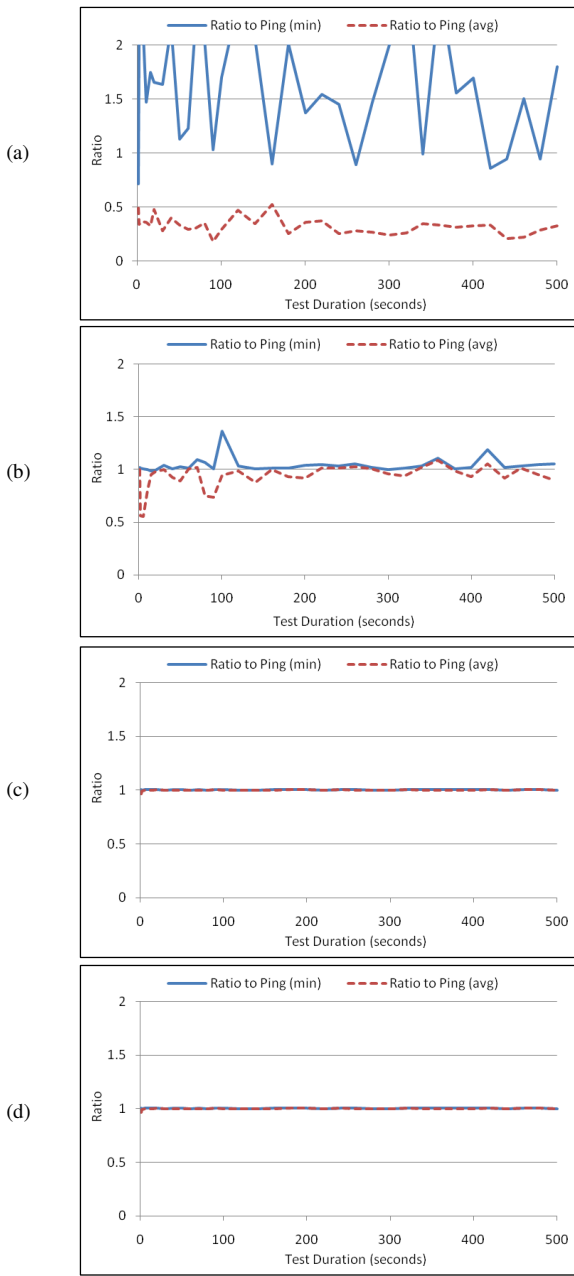 (a)
Ratio to Ping (min) Ratio to Ping (avg)
2
1.5
1
0.5
0
Ratio
0 100 200 300 400 500
Test Duration (seconds)
(b)
Ratio to Ping (min) Ratio to Ping (avg)
2
1.5
1
0.5
0
Ratio
0 100 200 300 400 500
Test Duration (seconds)
(c)
Ratio to Ping (min) Ratio to Ping (avg)
2
1.5
1
0.5
0
Ratio
0 100 200 300 400 500
Test Duration (seconds)
(d)
Ratio to Ping (min) Ratio to Ping (avg)
2
1.5
1
0.5
0
Ratio
0 100 200 300 400 500
Test Duration (seconds)